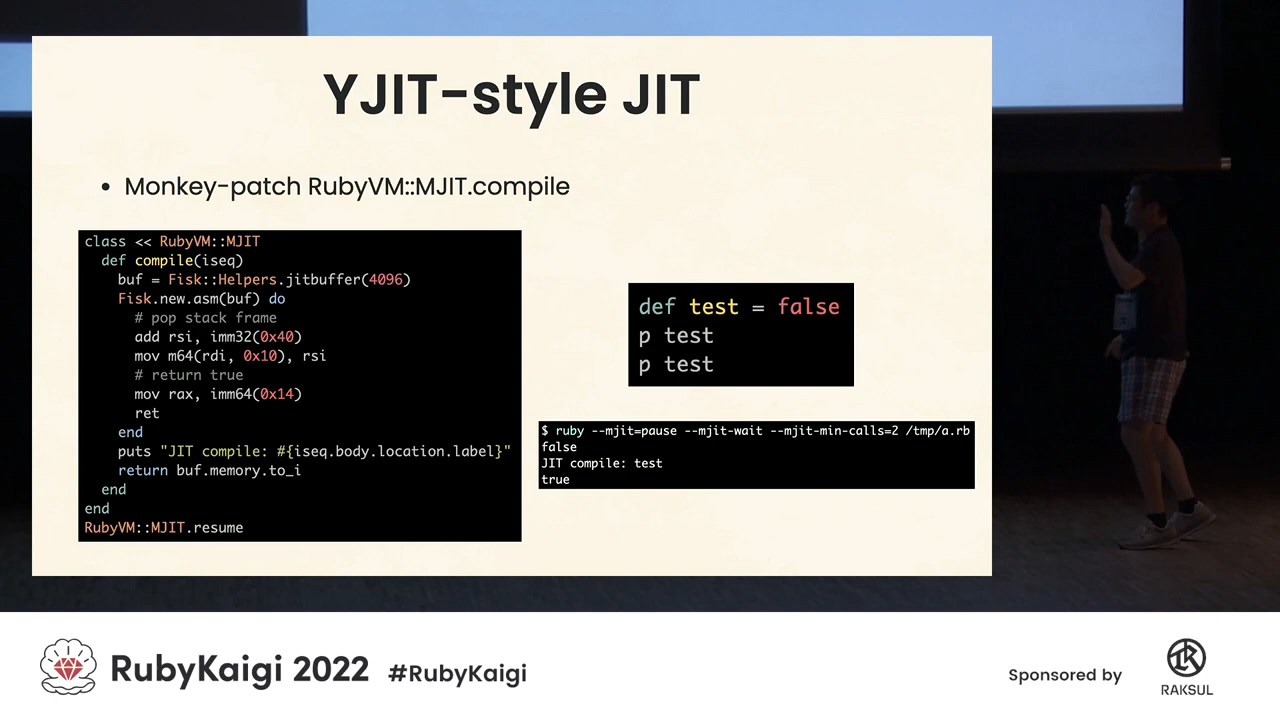 YJIT-style JIT
• Monkey-patch RubyVM::MJIT.compile
class << RubyVM::MJIT
  def compile(iseq)
    buf = Fisk::Helpers.jitbuffer(4096)
    Fisk.new.asm(buf) do
      # pop stack frame
      add rsi, imm32(0x40)
      mov m64(rdi, 0x10), rsi
      # return true
      mov rax, imm64(0x14)
      ret
    end
    puts "JIT compile: #{iseq.body.location.label}"
    return buf.memory.to_i
  end
end
RubyVM::MJIT.resume
def test = false
p test
p test
$ ruby --mjit=pause --mjit-wait --mjit-min-calls=2 /tmp/a.rb
false
JIT compile: test
true
RubyKaigi 2022 #RubyKaigi
Sponsored by
RAKSUL